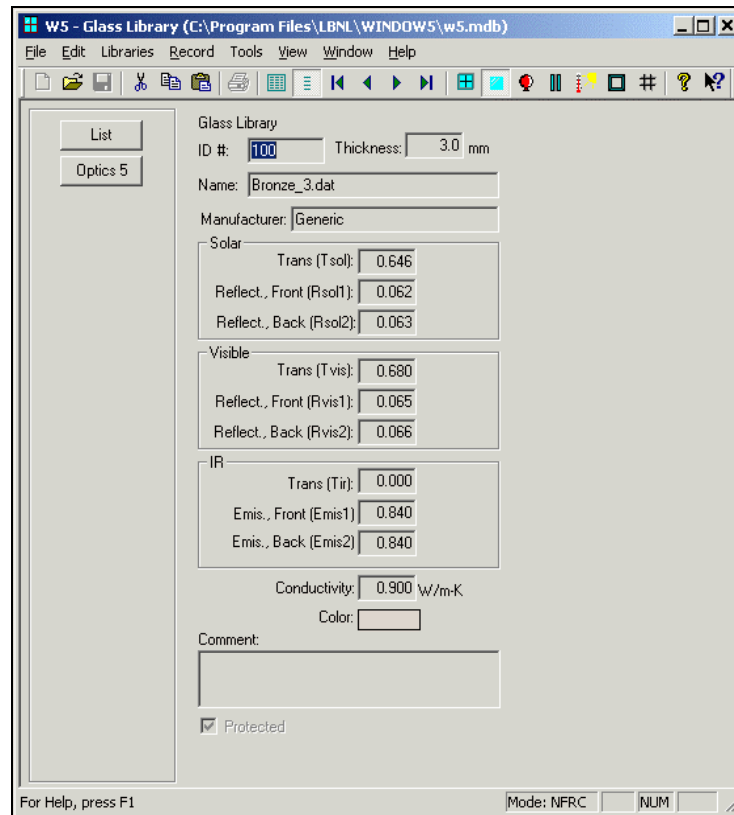 W5 - Glass Library (C:\Program Files\LBNL\WINDOW5\w5.mdb)
File Edit Libraries Record Tools View Window Help
List
Optics 5
Glass Library
ID #: 100 Thickness: 3.0 mm
Name: Bronze_3.dat
Manufacturer: Generic
Solar
Trans (Tsol): 0.646
Reflect., Front (Rsol1): 0.062
Reflect., Back (Rsol2): 0.063
Visible
Trans (Tvis): 0.680
Reflect., Front (Rvis1): 0.065
Reflect., Back (Rvis2): 0.066
IR
Trans (Tir): 0.000
Emis., Front (Emis1) 0.840
Emis., Back (Emis2) 0.840
Conductivity: 0.900 W/m-K
Color:
Comment:
Protected
For Help, press F1 Mode: NFRC NUM